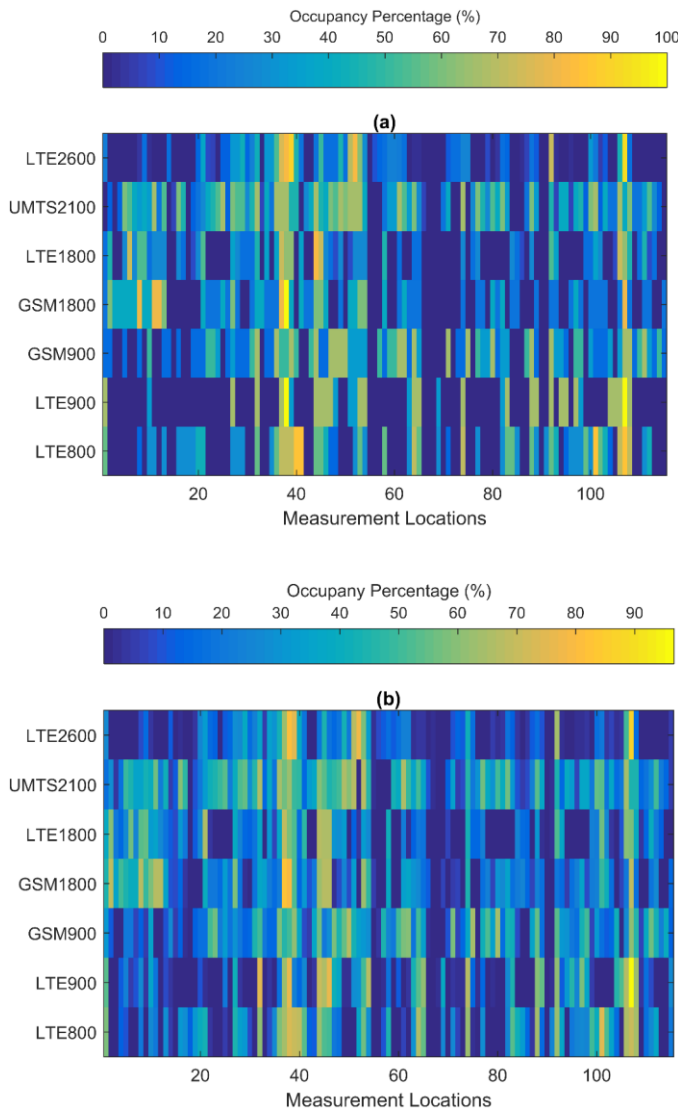 Occupancy Percentage (%)
0 10 20 30 40 50 60 70 80 90 100
(a)
LTE2600
UMTS2100
LTE1800
GSM1800
GSM900
LTE900
LTE800
20 40 60 80 100
Measurement Locations
Occupany Percentage (%)
0 10 20 30 40 50 60 70 80 90
(b)
LTE2600
UMTS2100
LTE1800
GSM1800
GSM900
LTE900
LTE800
20 40 60 80 100
Measurement Locations